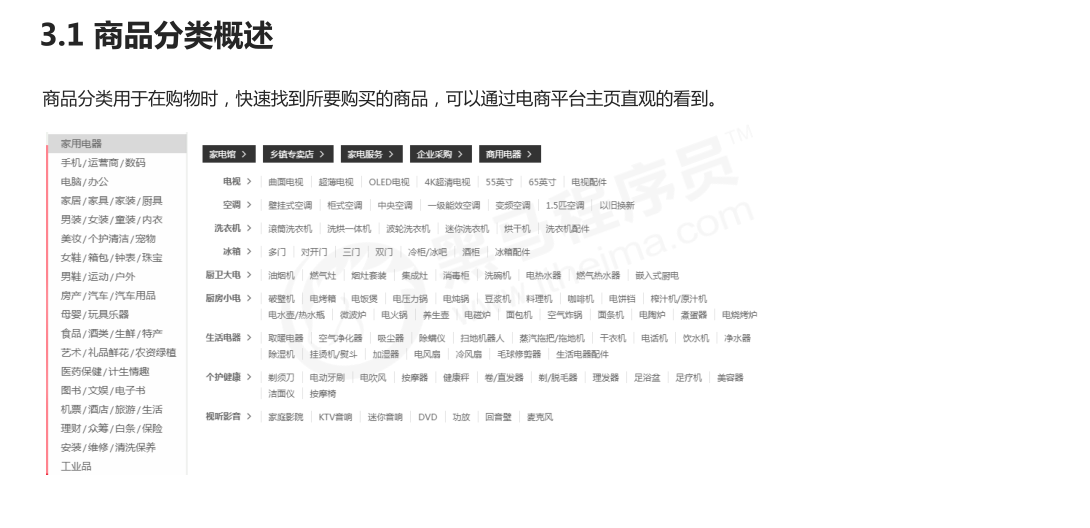 3.1 商品分类概述
商品分类用于在购物时，快速找到所要购买的商品，可以通过电商平台主页直观的看到。
家用电器
手机/运营商/数码
电脑/办公
家居/家具/家装/厨具
男装/女装/童装/内衣
美妆/个护清洁/宠物
女鞋/箱包/钟表/珠宝
男鞋/运动/户外
房产/汽车/汽车用品
母婴/玩具乐器
食品/酒类/生鲜/特产
艺术/礼品鲜花/农资绿植
医药保健/计生情趣
图书/文娱/电子书
机票/酒店/旅游/生活
理财/众筹/白条/保险
安装/维修/清洗保养
工业品
家电馆 > 乡镇专卖店 > 家电服务 > 企业采购 > 商用电器 >
电视 > 曲面电视 超薄电视 OLED电视 4K超清电视 55英寸 65英寸 电视配件
空调 > 壁挂式空调 柜式空调 中央空调 一级能效空调 变频空调 1.5匹空调 以旧换新
洗衣机 > 滚筒洗衣机 洗烘一体机 波轮洗衣机 迷你洗衣机 烘干机 洗衣机配件
冰箱 > 多门 对开门 三门 双门 冷柜/冰吧 酒柜 冰箱配件
厨卫大电 > 油烟机 燃气灶 烟灶套装 集成灶 消毒柜 洗碗机 电热水器 燃气热水器 嵌入式厨电
厨房小电 > 破壁机 电烤箱 电饭煲 电压力锅 电炖锅 豆浆机 料理机 咖啡机 电饼铛 榨汁机/原汁机
电水壶/热水瓶 微波炉 电火锅 养生壶 电磁炉 面包机 空气炸锅 面条机 电陶炉 煮蛋器 电烧烤炉
生活电器 > 取暖电器 空气净化器 吸尘器 除螨仪 扫地机器人 蒸汽拖把/拖地机 干衣机 电话机 饮水机 净水器
除湿机 挂烫机/熨斗 加湿器 电风扇 冷风扇 毛球修剪器 生活电器配件
个护健康 > 剃须刀 电动牙刷 电吹风 按摩器 健康秤 卷/直发器 剃/脱毛器 理发器 足浴盆 足疗机 美容器
洁面仪 按摩椅
视听影音 > 家庭影院 KTV音响 迷你音响 DVD 功放 回音壁 麦克风
黑马程序员™
www.itheima.com